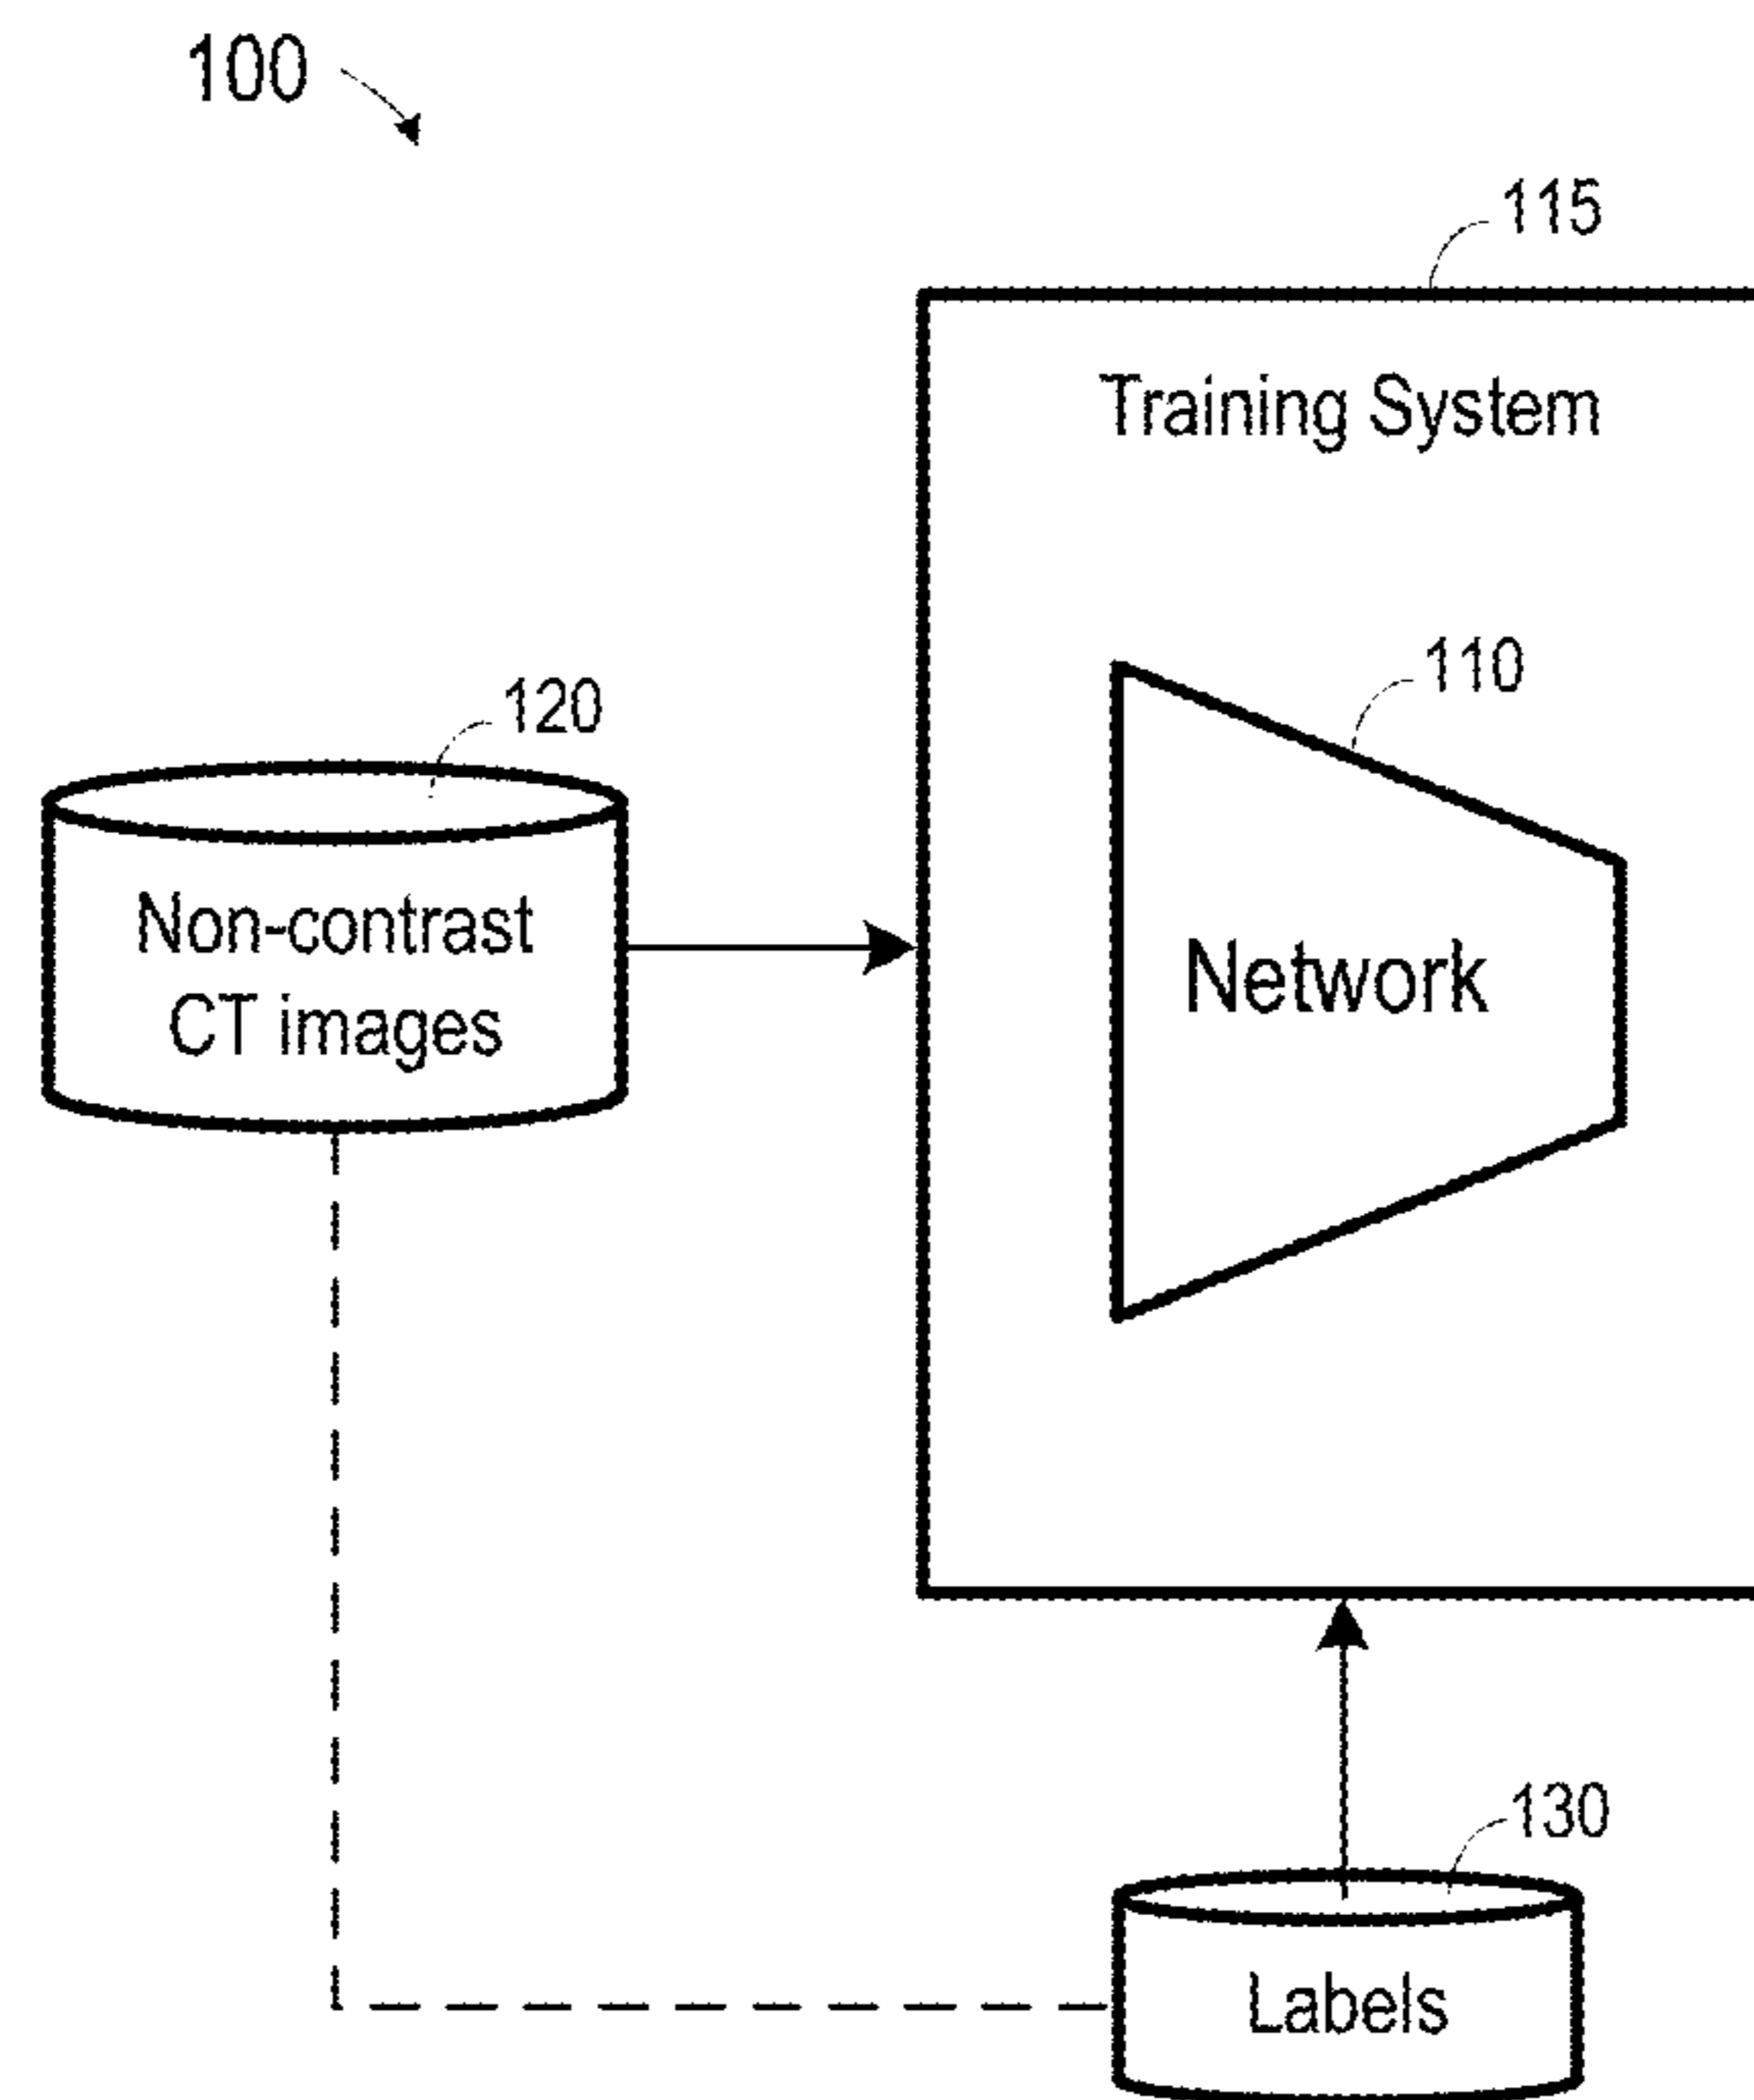 100
115
Training System
110
120
Non-contrast
CT images
Network
130
Labels